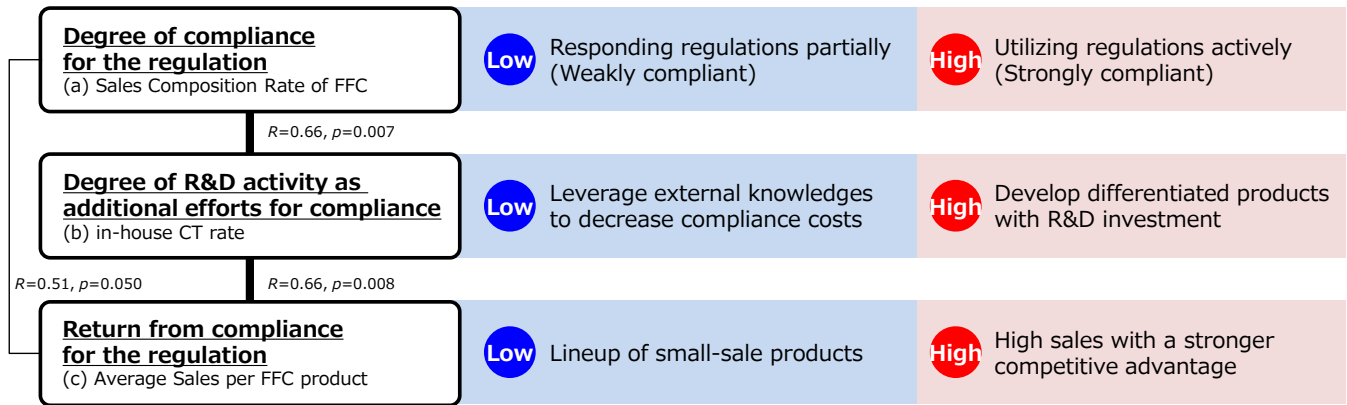 Degree of compliance
for the regulation
(a) Sales Composition Rate of FFC
Low
Responding regulations partially
(Weakly compliant)
High
Utilizing regulations actively
(Strongly compliant)
R=0.66, p=0.007
Degree of R&D activity as
additional efforts for compliance
(b) in-house CT rate
Low
Leverage external knowledges
to decrease compliance costs
High
Develop differentiated products
with R&D investment
R=0.51, p=0.050
R=0.66, p=0.008
Return from compliance
for the regulation
(c) Average Sales per FFC product
Low
Lineup of small-sale products
High
High sales with a stronger
competitive advantage